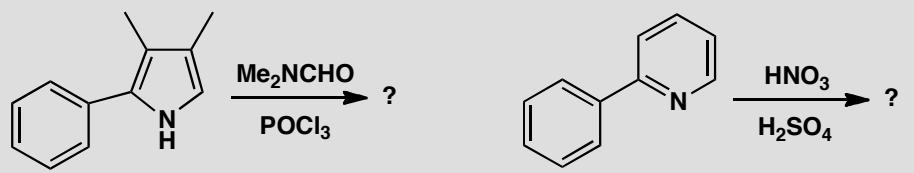 N
H
Me₂NCHO
POCl₃
?
N
HNO₃
H₂SO₄
?